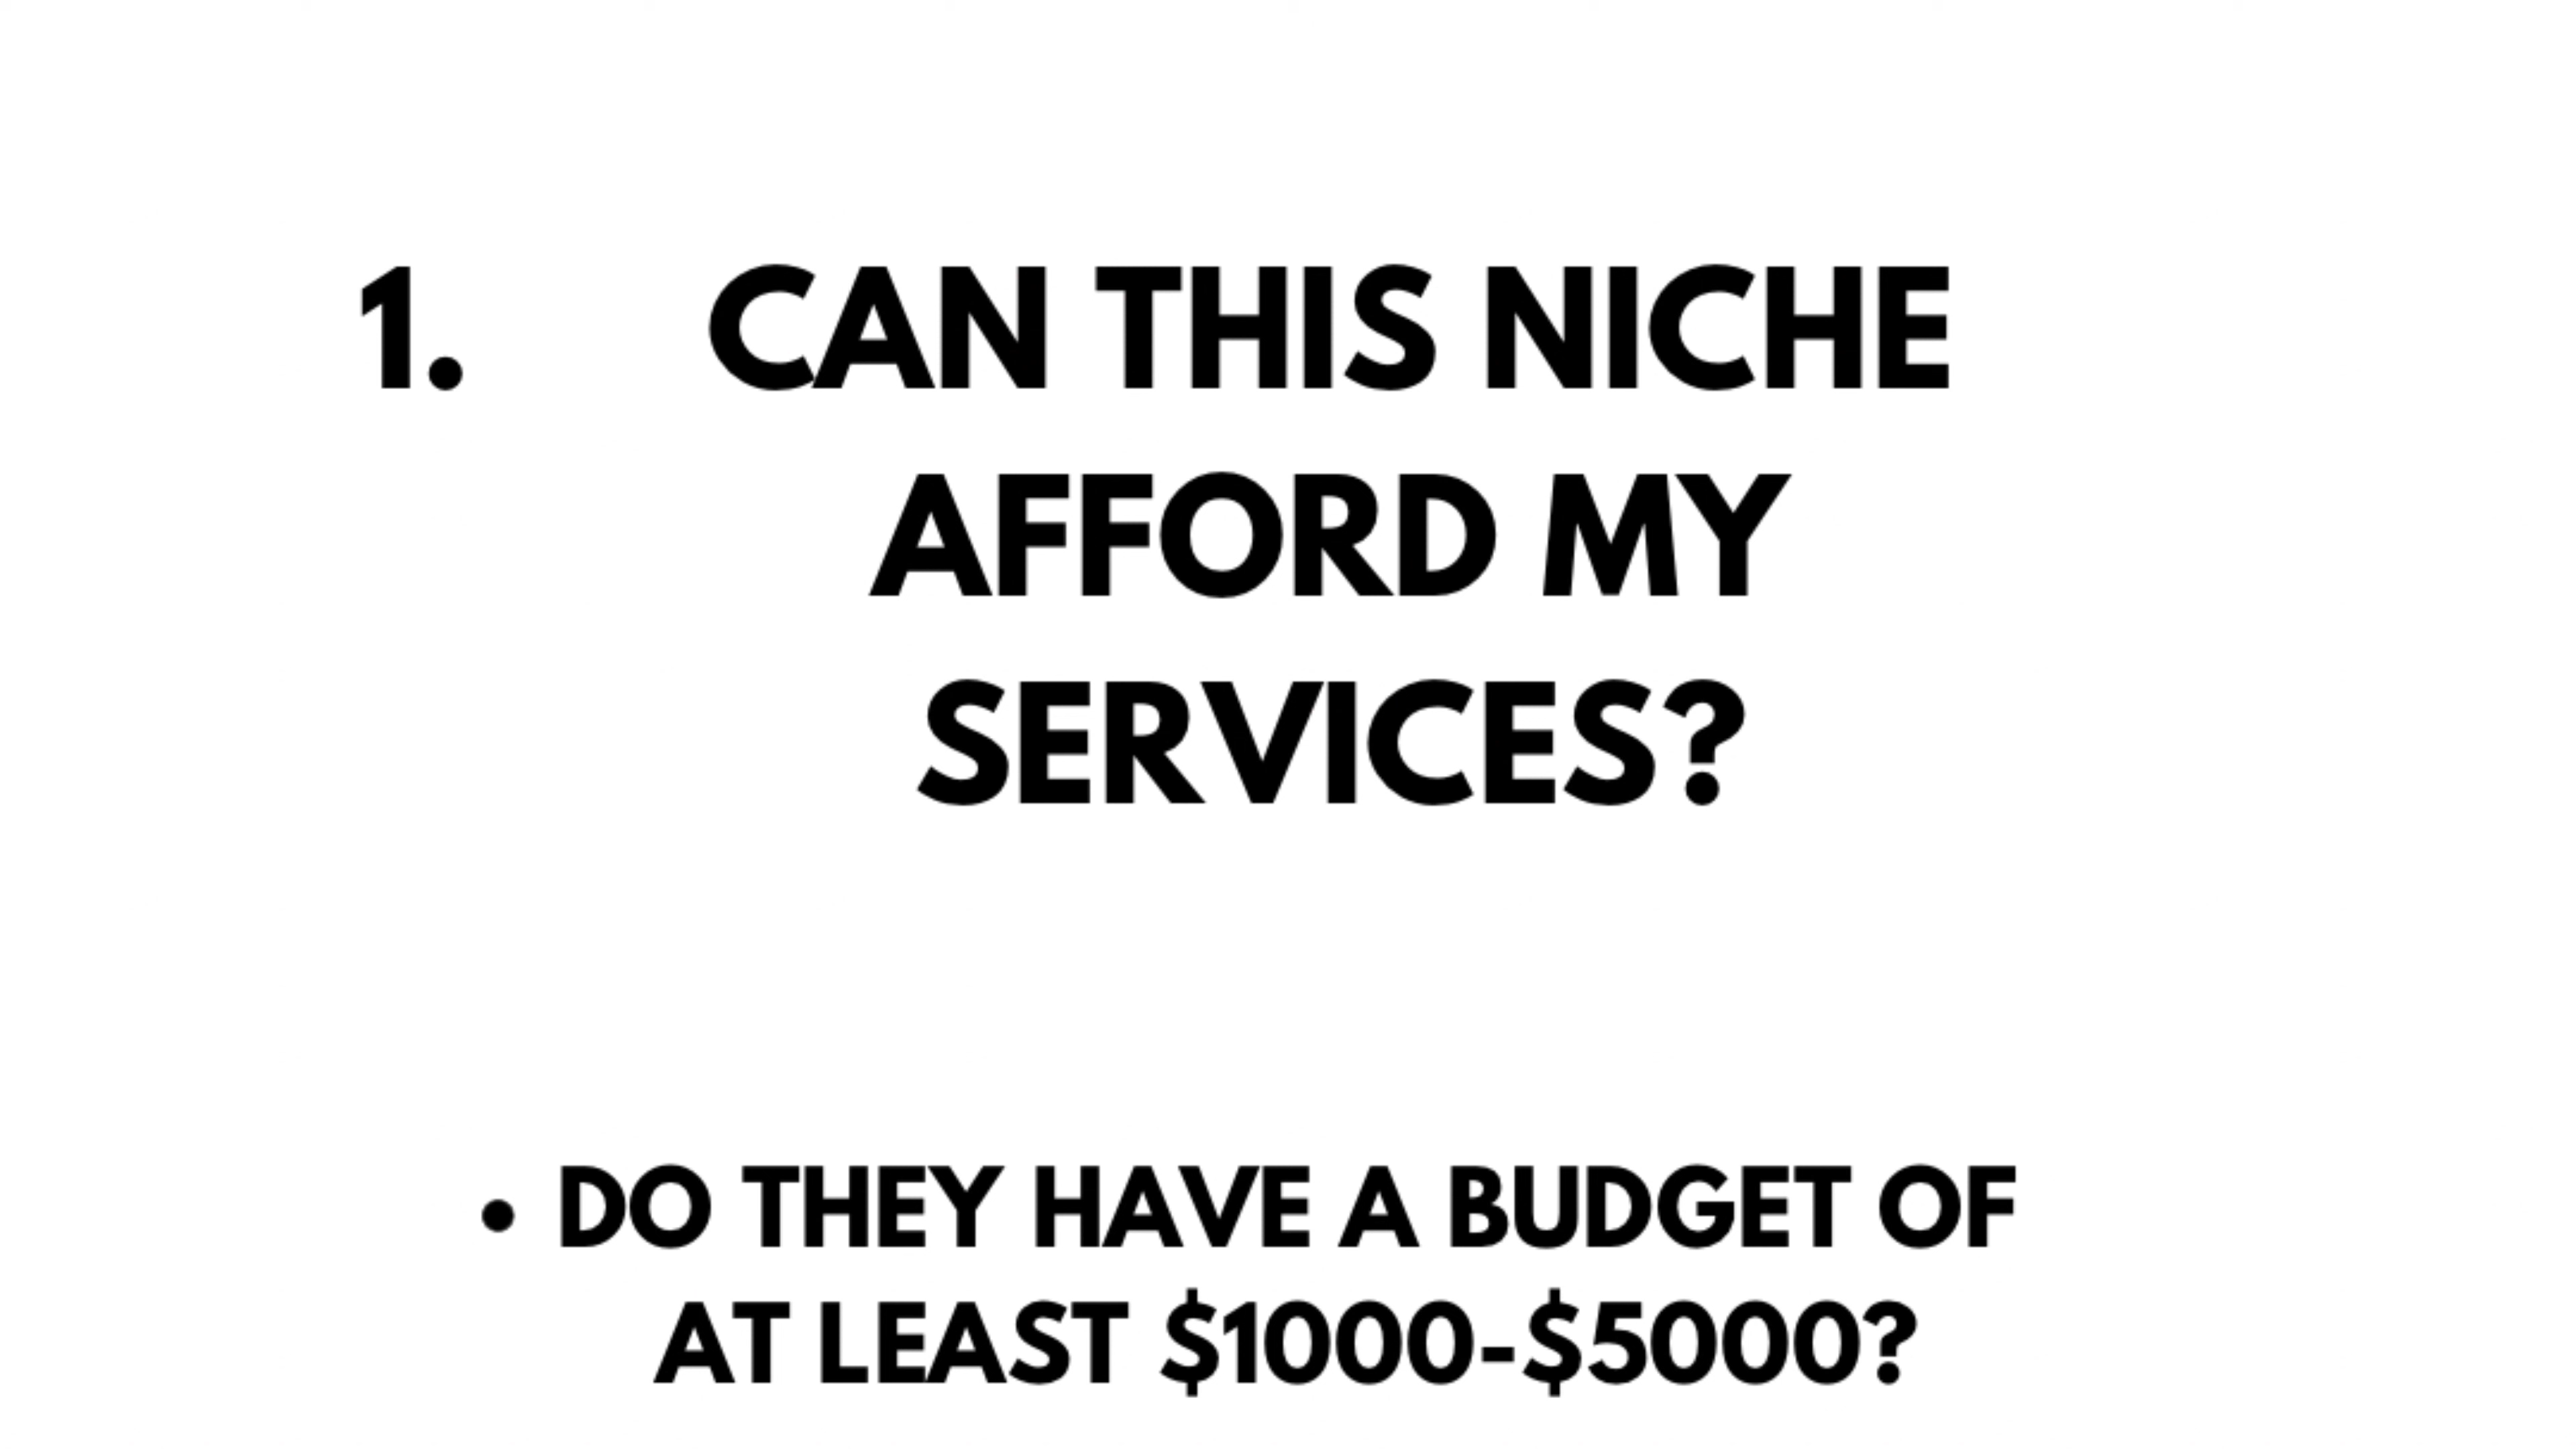 1. CAN THIS NICHE
AFFORD MY
SERVICES?
• DO THEY HAVE A BUDGET OF
AT LEAST $1000-$5000?